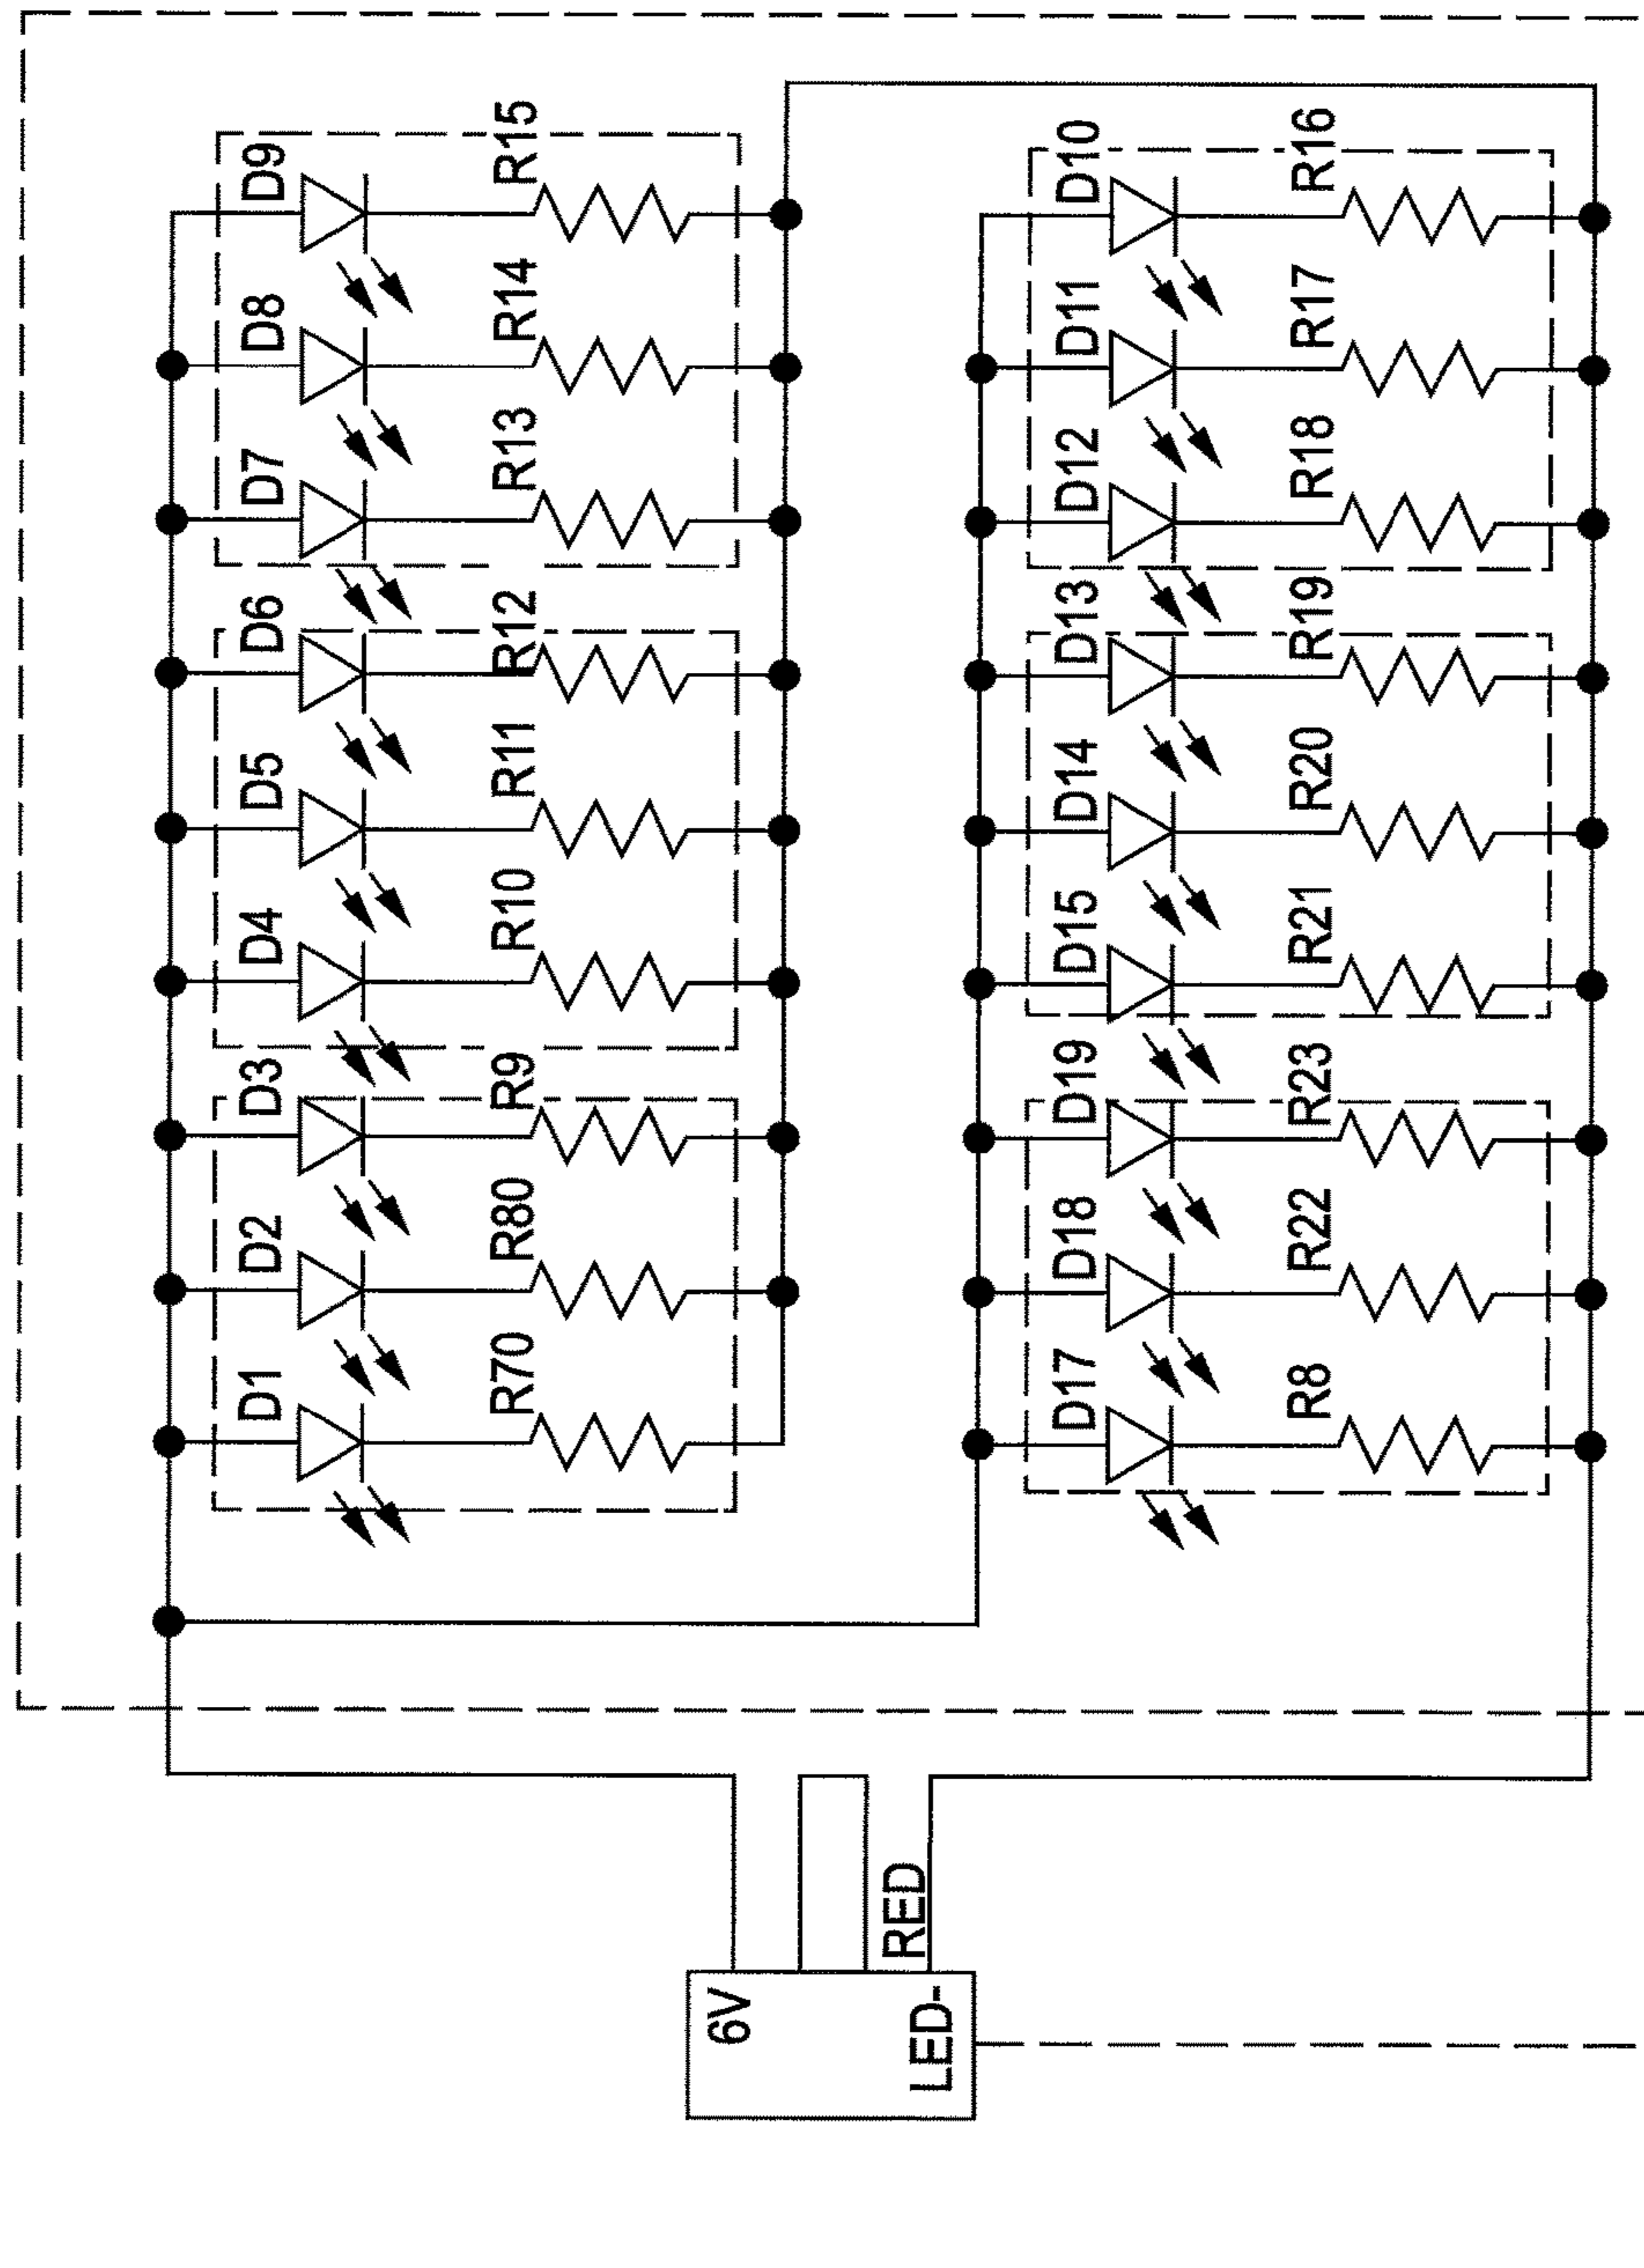 D1
D2
D3
D4
D5
D6
D7
D8
D9
R70
R80
R9
R10
R11
R12
R13
R14
R15
6V
RED
LED-
D17
D18
D19
D15
D14
D13
D12
D11
D10
R8
R22
R23
R21
R20
R19
R18
R17
R16